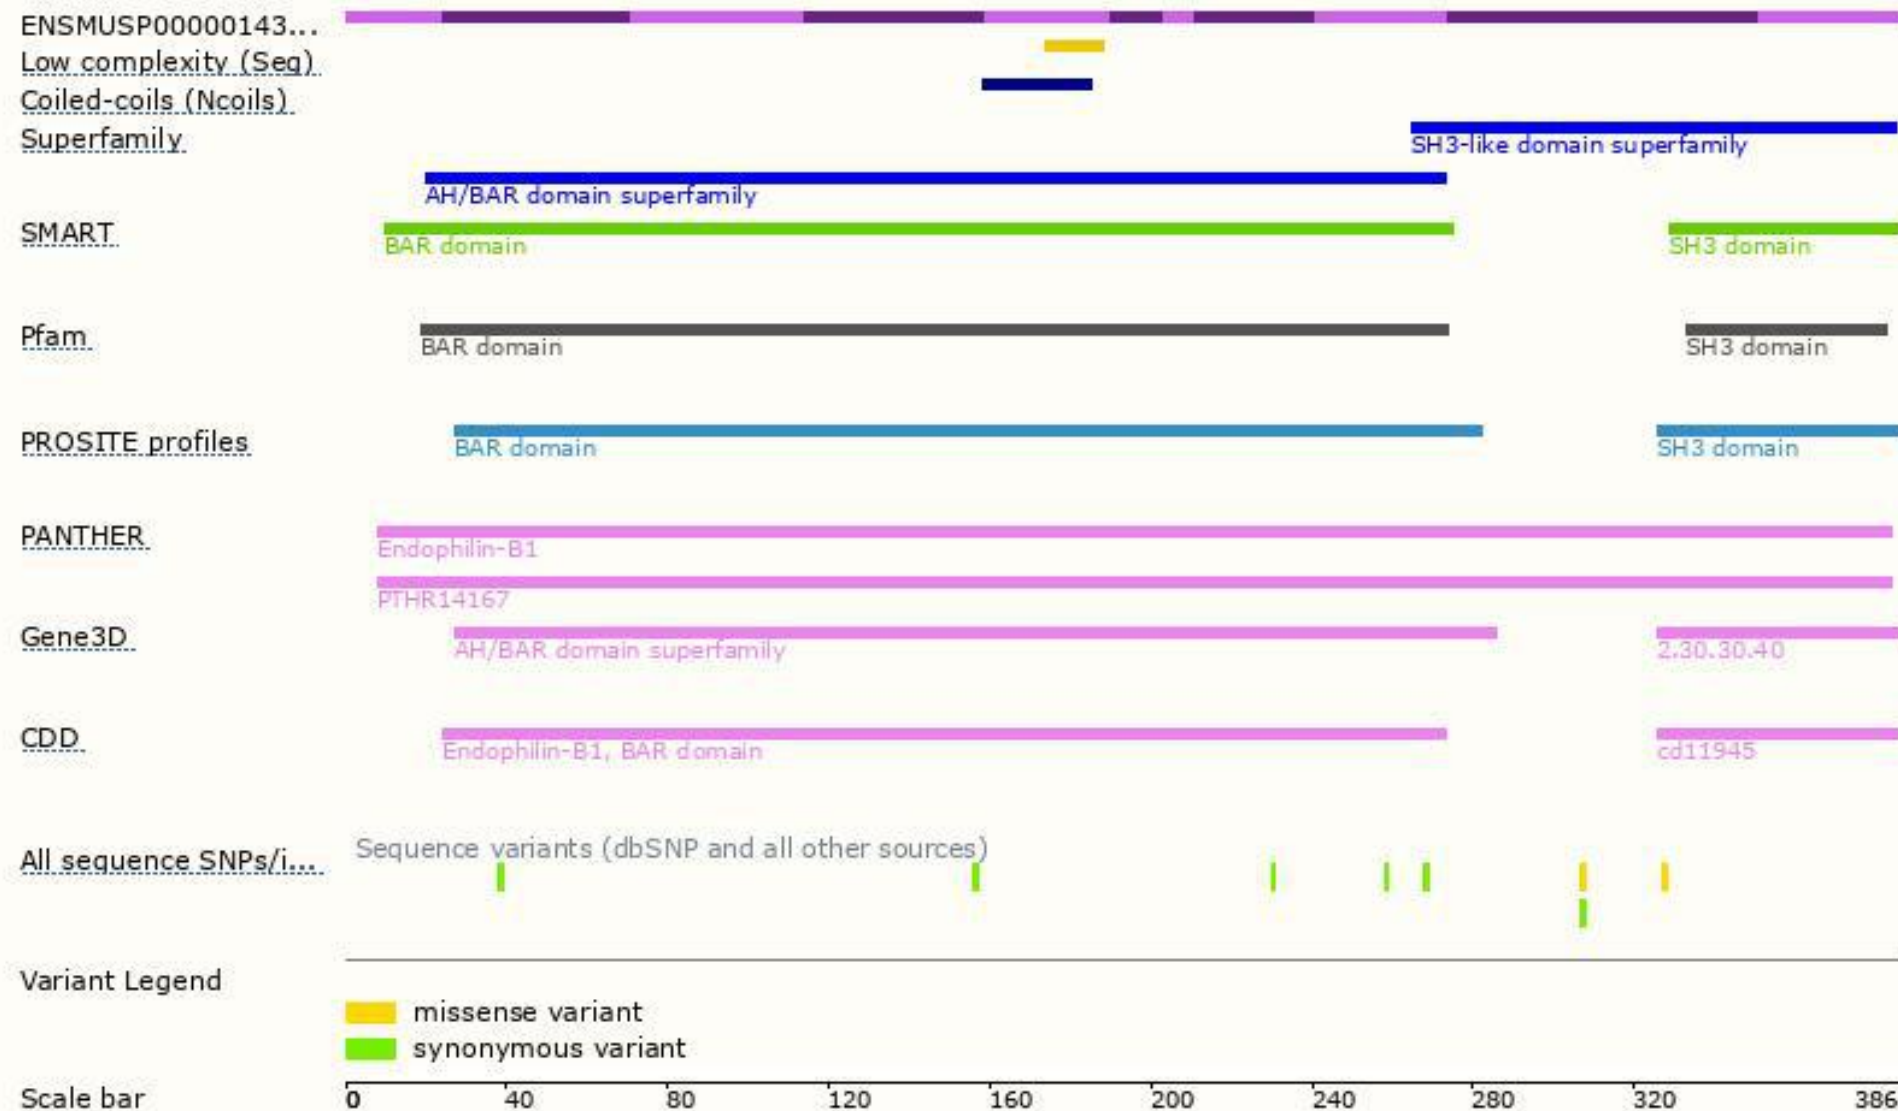 ENSMUSP00000143...
Low complexity (Seg)
Coiled-coils (Ncoils)
Superfamily
SH3-like domain superfamily
AH/BAR domain superfamily
SMART
BAR domain
SH3 domain
Pfam
BAR domain
SH3 domain
PROSITE profiles
BAR domain
SH3 domain
PANTHER
Endophilin-B1
PTHR14167
Gene3D
AH/BAR domain superfamily
2.30.30.40
CDD
Endophilin-B1, BAR domain
cd11945
Sequence variants (dbSNP and all other sources)
All sequence SNPs/i...
Variant Legend
missense variant
synonymous variant
Scale bar
0 40 80 120 160 200 240 280 320 386